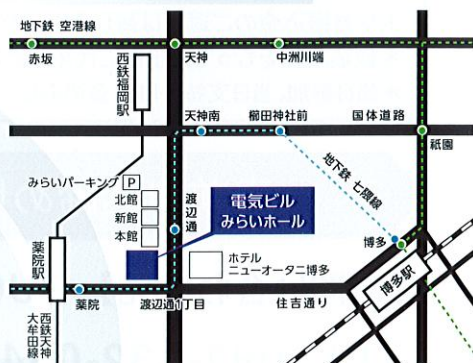 地下鉄 空港線
赤坂
天神
中洲川端
西鉄福岡駅
天神南
櫛田神社前
国体道路
祇園
地下鉄 七隈線
みらいパーキング P
北館
新館
本館
渡辺通
電気ビル
みらいホール
博多
薬院駅
ホテル
ニューオータニ博多
博多駅
薬院
渡辺通1丁目
住吉通り
西鉄天神
大牟田線